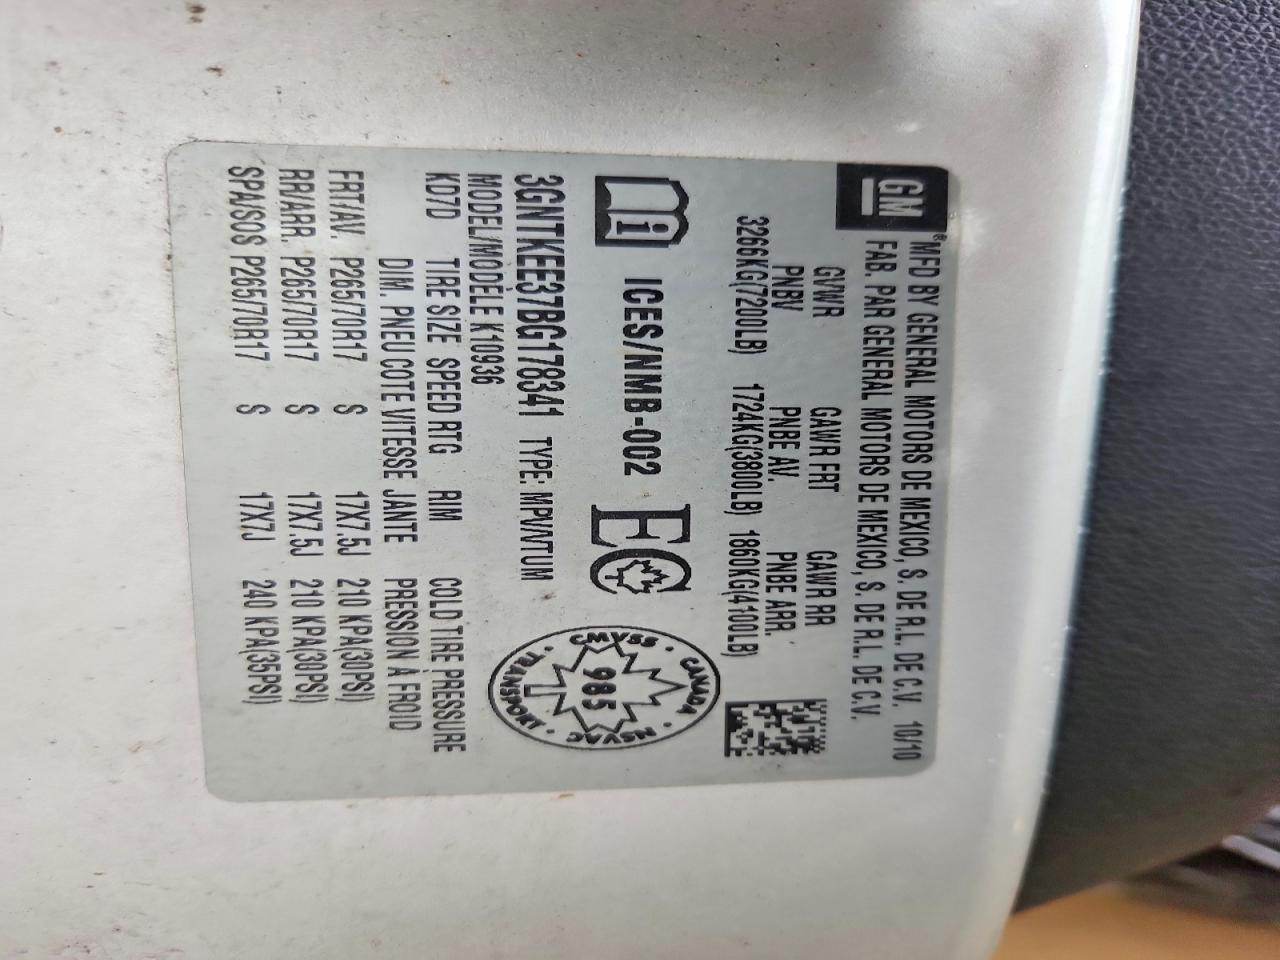 GM
®MFD BY GENERAL MOTORS DE MEXICO, S. DE R.L. DE C.V. 10/10
FAB. PAR GENERAL MOTORS DE MEXICO, S. DE R.L. DE C.V.
GVWR GAWR FRT GAWR RR
PNBV PNBE AV. PNBE ARR.
3266KG(7200LB) 1724KG(3800LB) 1860KG(4100LB)
i ICES/NMB-002 EC
CMVSS · CANADA · NSVAC · TRANSPORT ·
985
3GNTKEE37BG178341 TYPE: MPV/VTUM
MODEL/MODÈLE K10936
KD7D TIRE SIZE SPEED RTG RIM COLD TIRE PRESSURE
DIM. PNEU COTE VITESSE JANTE PRESSION À FROID
FRT/AV. P265/70R17 S 17X7.5J 210 KPA(30PSI)
RR/ARR. P265/70R17 S 17X7.5J 210 KPA(30PSI)
SPA/SOS P265/70R17 S 17X7J 240 KPA(35PSI)